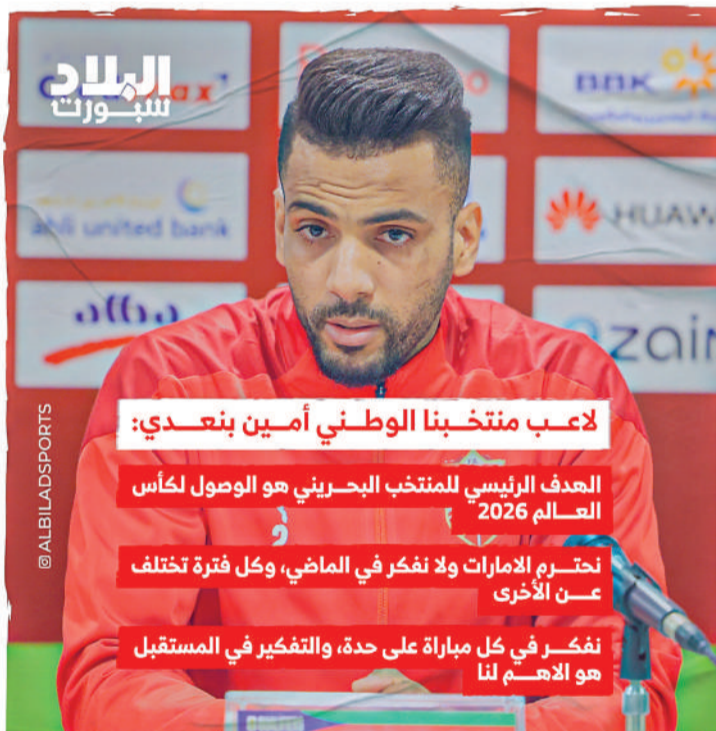 البلاد
سبورت
BBK
HUAW
ahli united bank
alba
zain
@ALBILADSPORTS
لاعب منتخبنا الوطني أمين بنعدي:
الهدف الرئيسي للمنتخب البحريني هو الوصول لكأس
العالم 2026
نحترم الامارات ولا نفكر في الماضي، وكل فترة تختلف
عن الأخرى
نفكر في كل مباراة على حدة، والتفكير في المستقبل
هو الاهم لنا